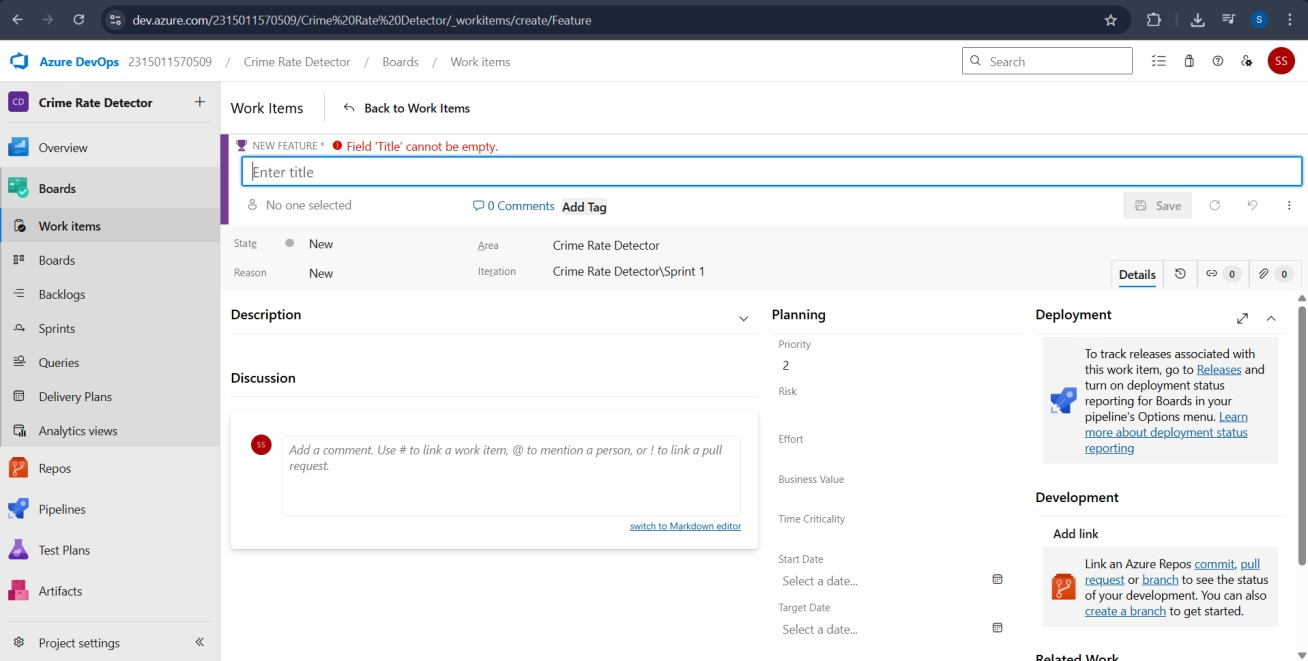 dev.azure.com/2315011570509/Crime%20Rate%20Detector/_workitems/create/Feature
S
Azure DevOps 2315011570509 / Crime Rate Detector / Boards / Work items
Search
SS
CD Crime Rate Detector +
Overview
Boards
Work items
Boards
Backlogs
Sprints
Queries
Delivery Plans
Analytics views
Repos
Pipelines
Test Plans
Artifacts
Project settings
Work Items
Back to Work Items
NEW FEATURE * Field 'Title' cannot be empty.
Enter title
No one selected
0 Comments
Add Tag
Save
State New
Area Crime Rate Detector
Reason New
Iteration Crime Rate Detector\Sprint 1
Details
0
0
Description
Discussion
SS
Add a comment. Use # to link a work item, @ to mention a person, or ! to link a pull
request.
switch to Markdown editor
Planning
Priority
2
Risk
Effort
Business Value
Time Criticality
Start Date
Select a date...
Target Date
Select a date...
Deployment
To track releases associated with
this work item, go to Releases and
turn on deployment status
reporting for Boards in your
pipeline's Options menu. Learn
more about deployment status
reporting
Development
Add link
Link an Azure Repos commit, pull
request or branch to see the status
of your development. You can also
create a branch to get started.
Related Work